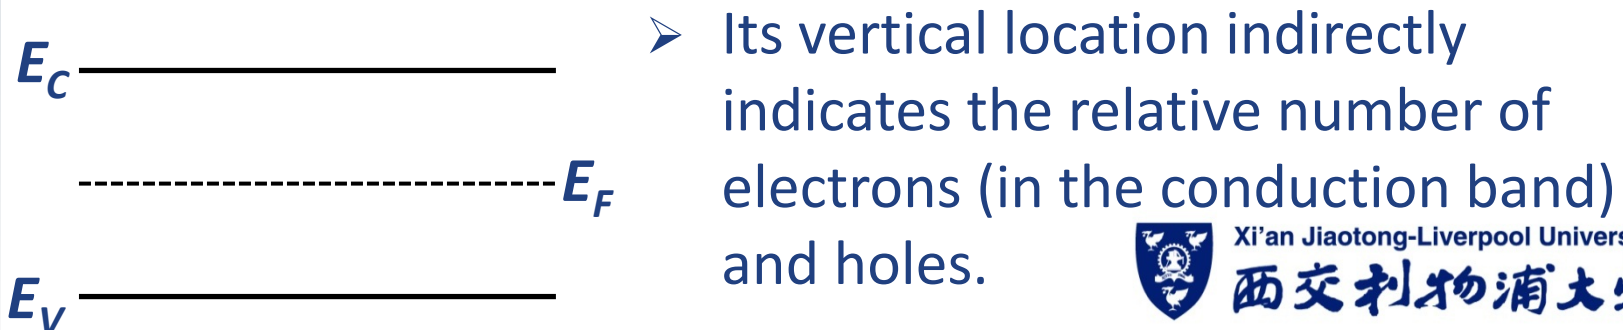 E_C
E_F
E_V
➢ Its vertical location indirectly
indicates the relative number of
electrons (in the conduction band)
and holes.
Xi'an Jiaotong-Liverpool Univers
西交利物浦大